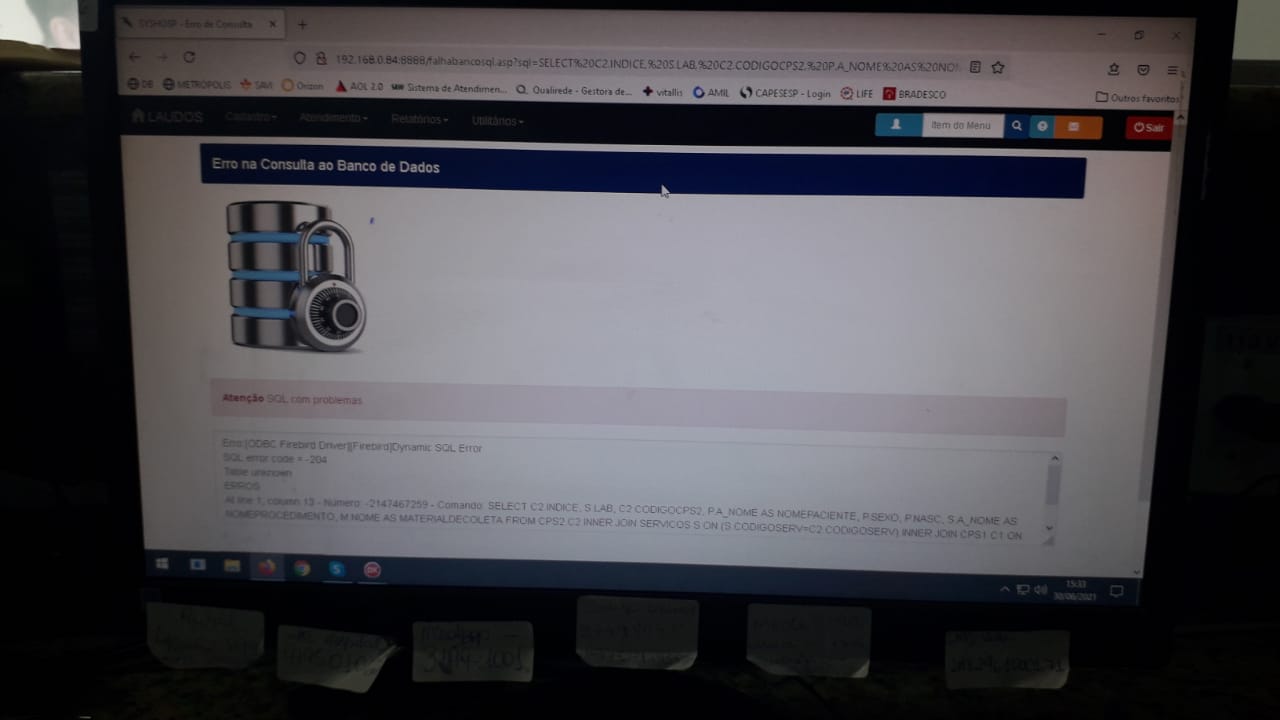 SYSHOSP - Erro de Consulta
192.168.0.84:8888/falhabancosql.asp?sql=SELECT%20C2.INDICE,%20S.LAB,%20C2.CODIGOCPS2,%20P.A_NOME%20AS%20NOM
DB METROPOLIS SAVI Orizon AOL 2.0 Sistema de Atendimen... Qualirede - Gestora de... vitallis AMIL CAPESESP - Login LIFE BRADESCO
Outros favoritos
LAUDOS Cadastro Atendimento Relatórios Utilitários Item do Menu Sair
Erro na Consulta ao Banco de Dados
Atenção SQL com problemas
Erro:[ODBC Firebird Driver][Firebird]Dynamic SQL Error
SQL error code = -204
Table unknown
ERROS
At line 1, column 13 - Número: -2147467259 - Comando: SELECT C2.INDICE, S.LAB, C2.CODIGOCPS2, P.A_NOME AS NOMEPACIENTE, P.SEXO, P.NASC, S.A_NOME AS
NOMEPROCEDIMENTO, M.NOME AS MATERIALDECOLETA FROM CPS2 C2 INNER JOIN SERVICOS S ON (S.CODIGOSERV=C2.CODIGOSERV) INNER JOIN CPS1 C1 ON
15:33
30/06/2021